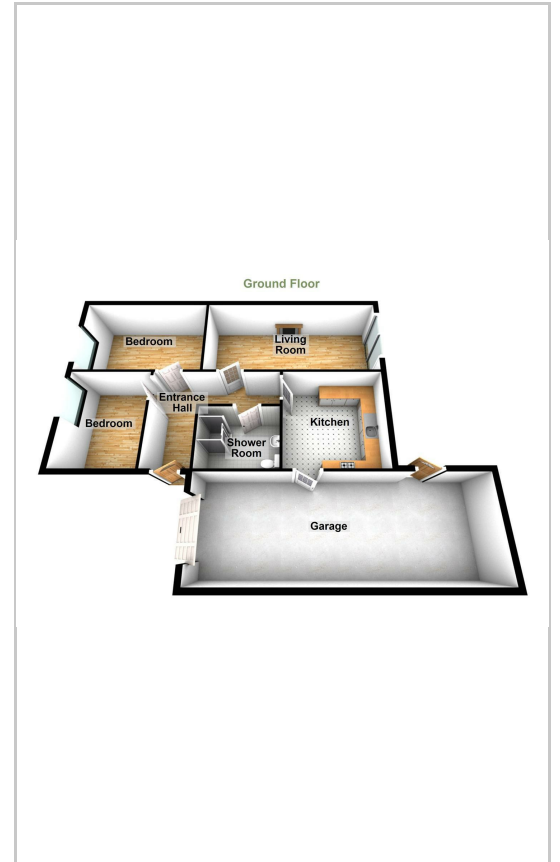 Ground Floor
Bedroom
Living
Room
Entrance
Hall
Bedroom
Kitchen
Shower
Room
Garage